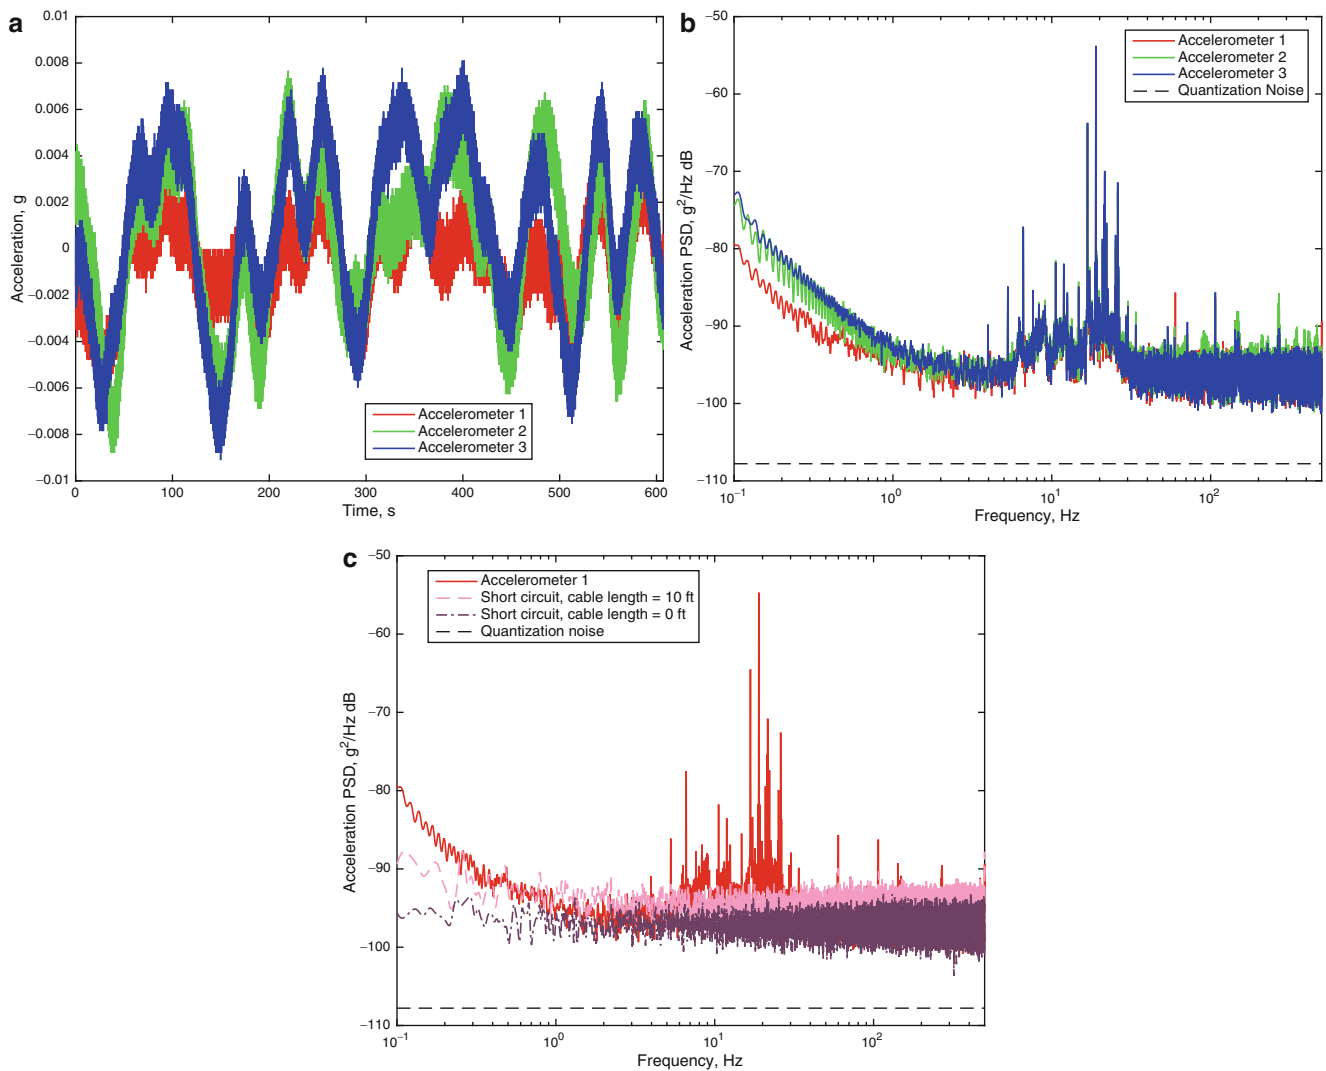 a
0.01
0.008
0.006
0.004
0.002
0
−0.002
−0.004
−0.006
−0.008
−0.01
Acceleration, g
0 100 200 300 400 500 600
Time, s
Accelerometer 1
Accelerometer 2
Accelerometer 3
b
−50
−60
−70
−80
−90
−100
−110
Acceleration PSD, g²/Hz dB
10⁻¹ 10⁰ 10¹ 10²
Frequency, Hz
Accelerometer 1
Accelerometer 2
Accelerometer 3
Quantization Noise
c
−50
−60
−70
−80
−90
−100
−110
Acceleration PSD, g²/Hz dB
10⁻¹ 10⁰ 10¹ 10²
Frequency, Hz
Accelerometer 1
Short circuit, cable length = 10 ft
Short circuit, cable length = 0 ft
Quantization noise